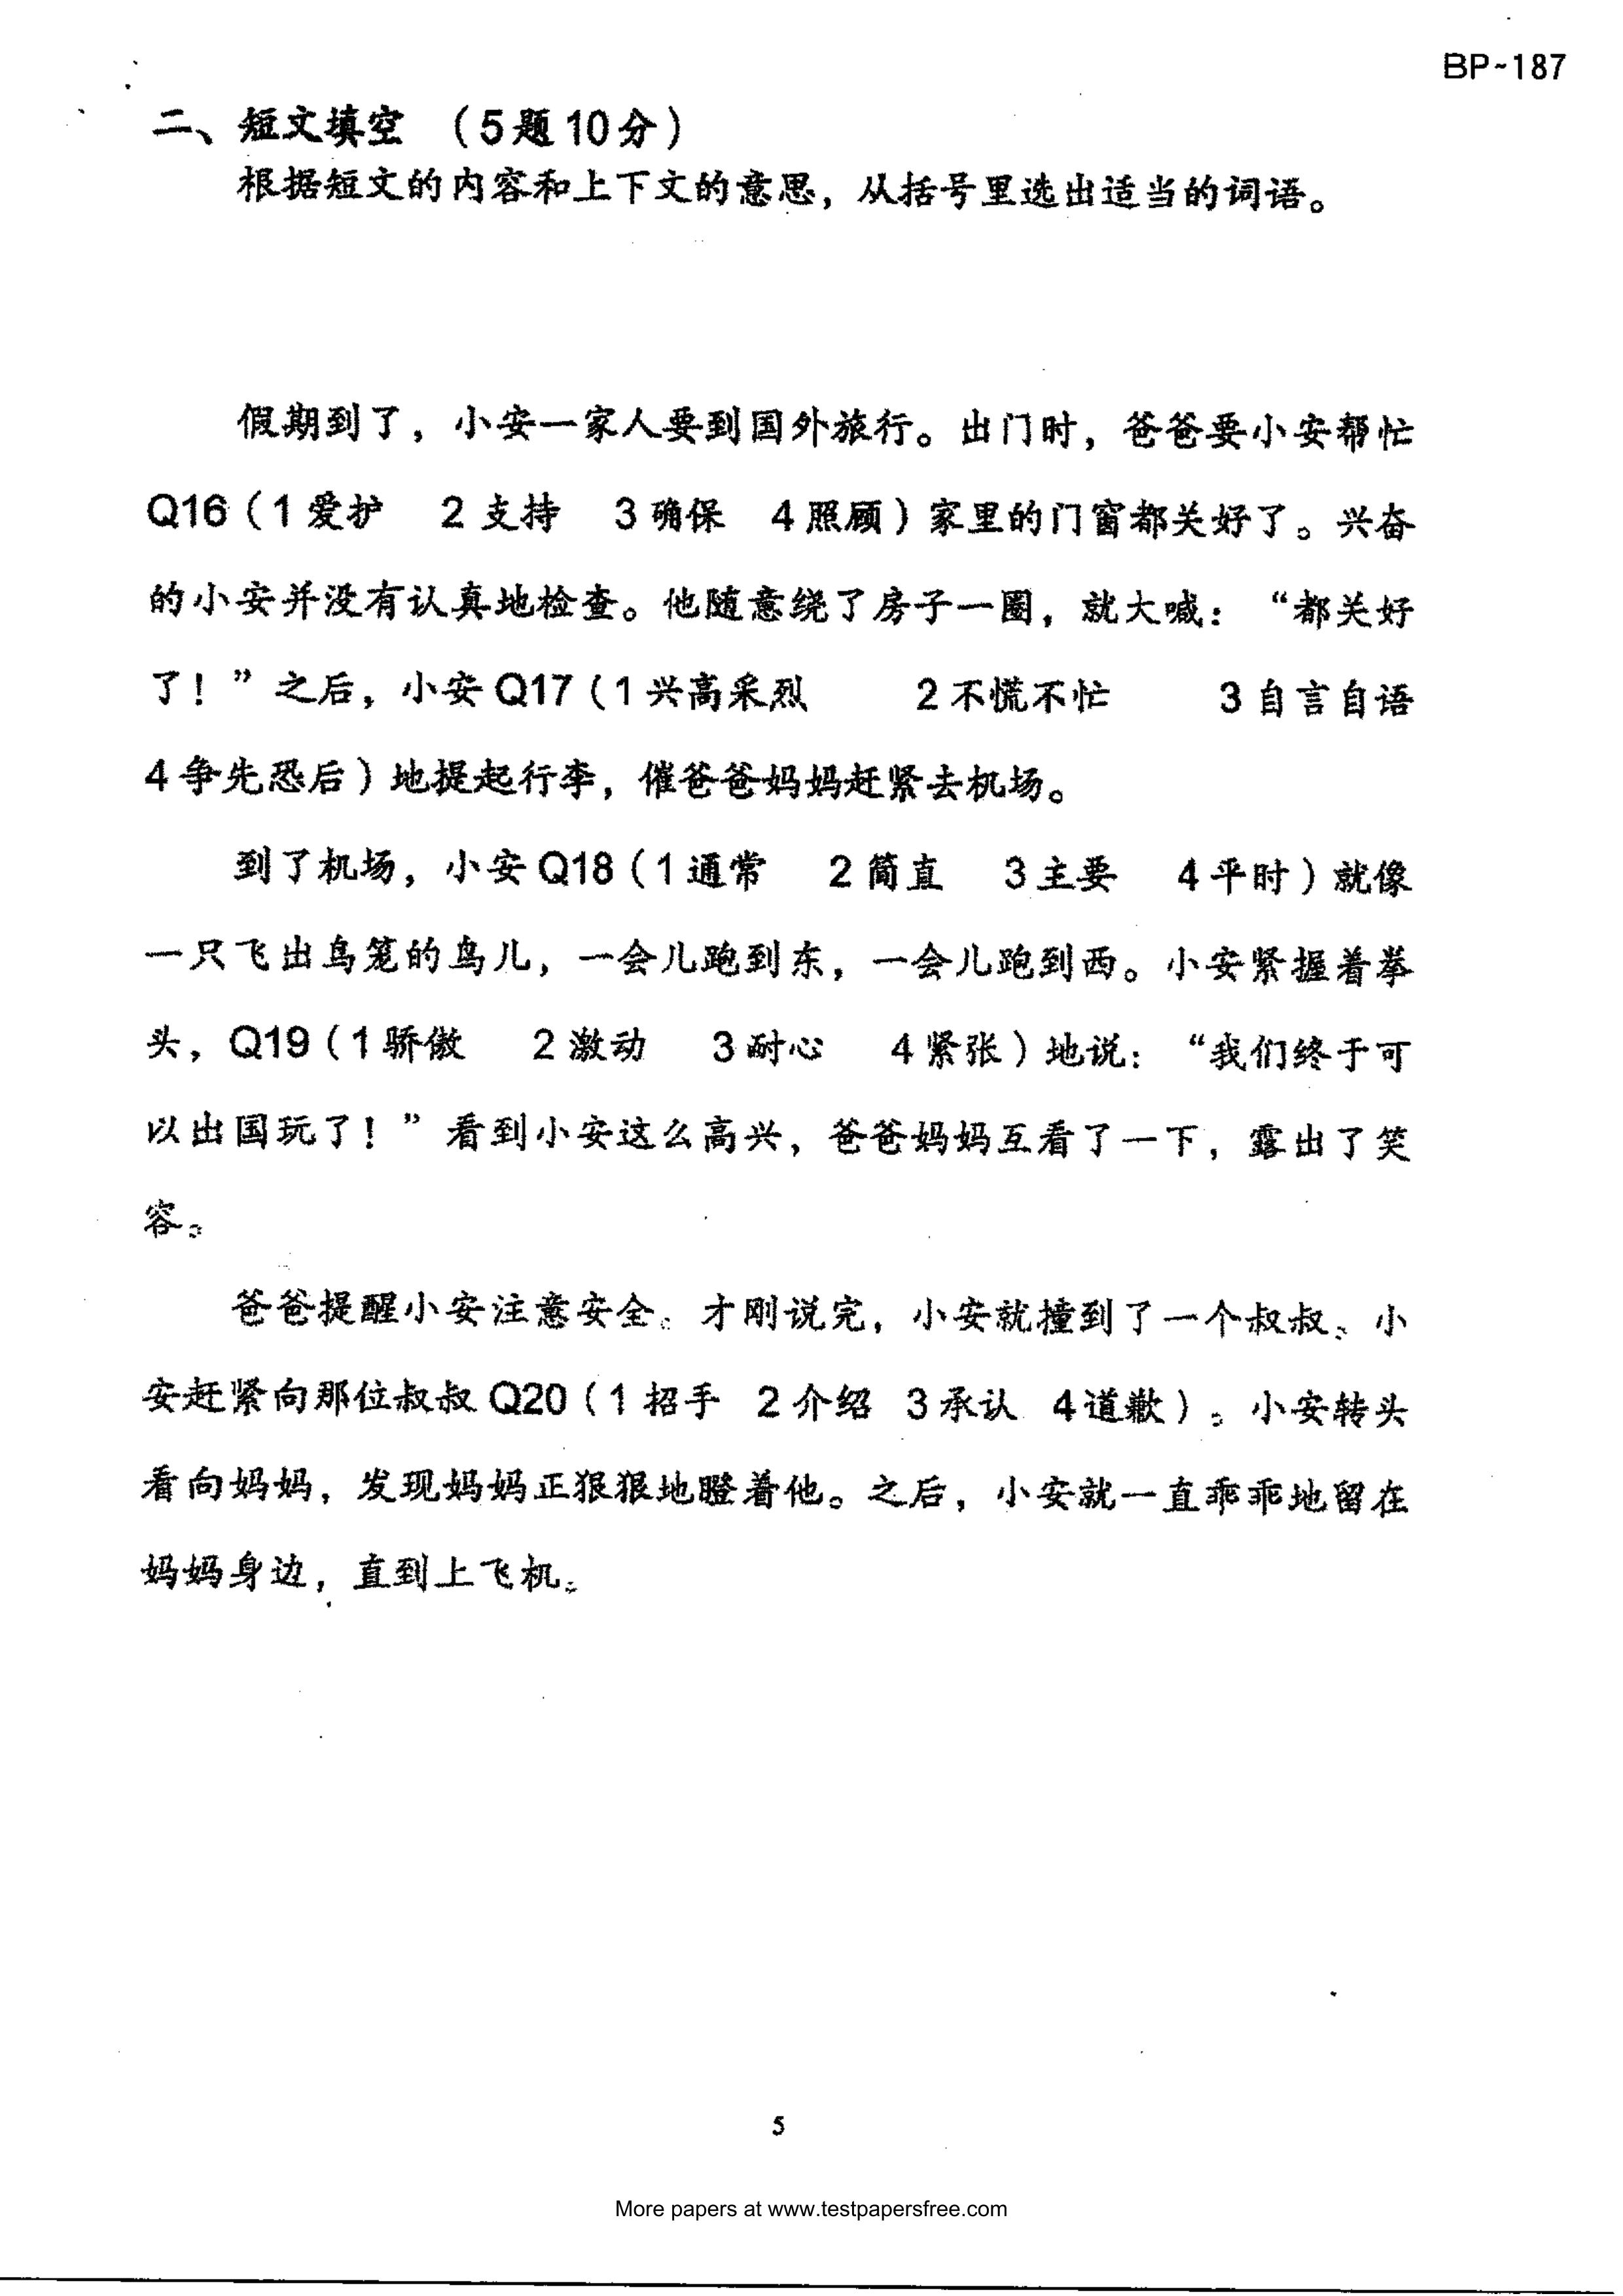 BP-187
二、短文填空 （5题10分）
根据短文的内容和上下文的意思，从括号里选出适当的词语。
假期到了，小安一家人要到国外旅行。出门时，爸爸要小安帮忙
Q16（1爱护 2支持 3确保 4照顾）家里的门窗都关好了。兴奋
的小安并没有认真地检查。他随意绕了房子一圈，就大喊：“都关好
了！”之后，小安Q17（1兴高采烈 2不慌不忙 3自言自语
4争先恐后）地提起行李，催爸爸妈妈赶紧去机场。
到了机场，小安Q18（1通常 2简直 3主要 4平时）就像
一只飞出鸟笼的鸟儿，一会儿跑到东，一会儿跑到西。小安紧握着拳
头，Q19（1骄傲 2激动 3耐心 4紧张）地说：“我们终于可
以出国玩了！”看到小安这么高兴，爸爸妈妈互看了一下，露出了笑
容。
爸爸提醒小安注意安全。才刚说完，小安就撞到了一个叔叔。小
安赶紧向那位叔叔Q20（1招手 2介绍 3承认 4道歉）。小安转头
看向妈妈，发现妈妈正狠狠地瞪着他。之后，小安就一直乖乖地留在
妈妈身边，直到上飞机。
5
More papers at www.testpapersfree.com